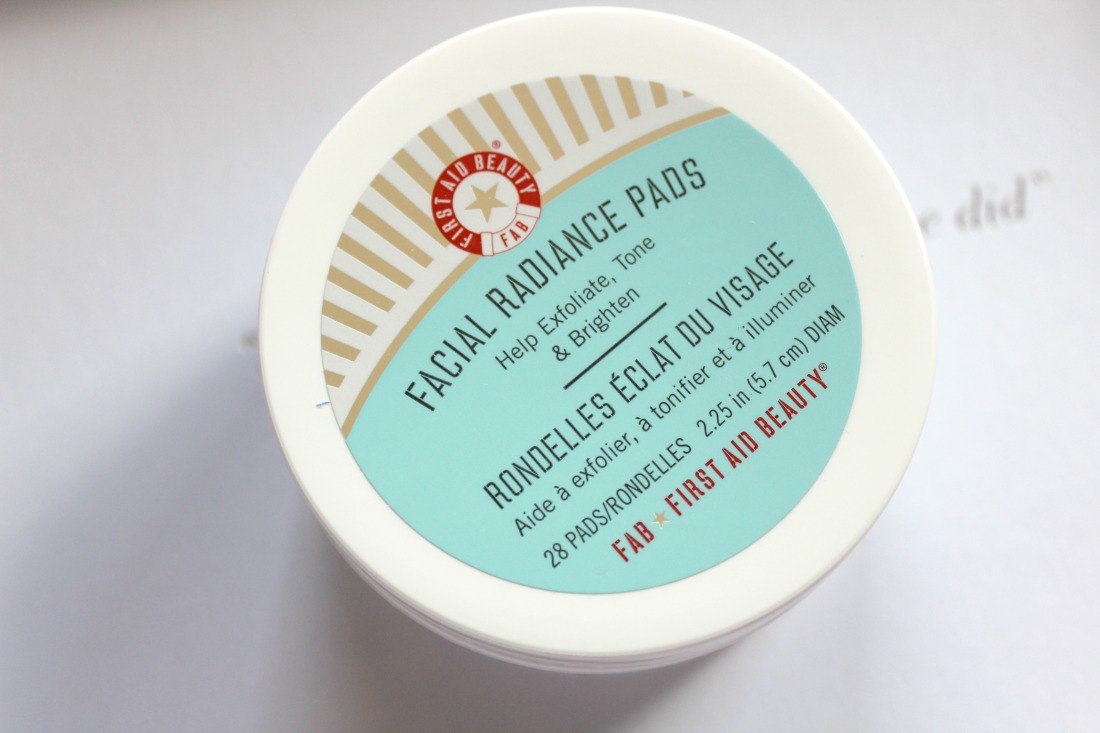 FIRST AID BEAUTY
FAB
®
FACIAL RADIANCE PADS
Help Exfoliate, Tone
& Brighten
RONDELLES ÉCLAT DU VISAGE
Aide à exfolier, à tonifier et à illuminer
28 PADS/RONDELLES 2.25 in (5.7 cm) DIAM
FAB ★ FIRST AID BEAUTY®
did"